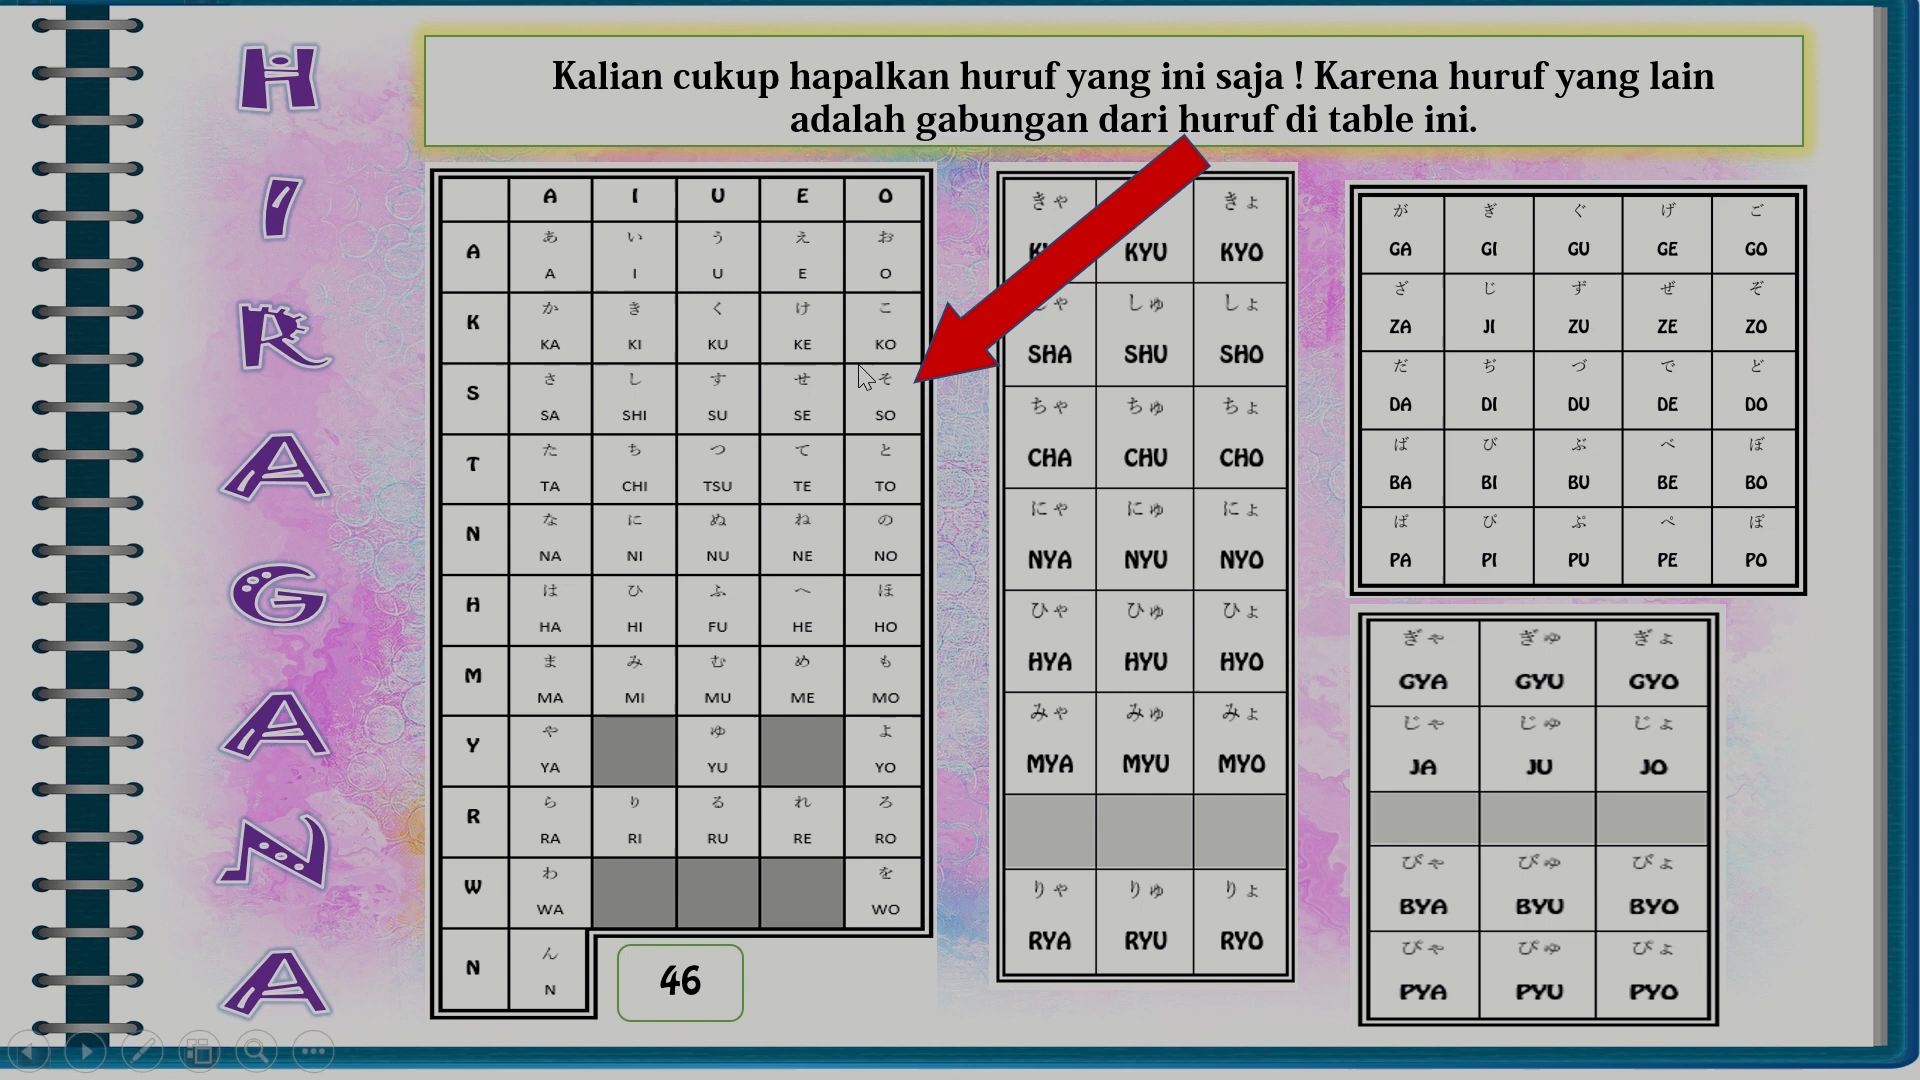 HIRAGANA
Kalian cukup hapalkan huruf yang ini saja ! Karena huruf yang lain
adalah gabungan dari huruf di table ini.
A I U E O
A あ い う え お
A I U E O
K か き く け こ
KA KI KU KE KO
S さ し す せ そ
SA SHI SU SE SO
T た ち つ て と
TA CHI TSU TE TO
N な に ぬ ね の
NA NI NU NE NO
H は ひ ふ へ ほ
HA HI FU HE HO
M ま み む め も
MA MI MU ME MO
Y や ゆ よ
YA YU YO
R ら り る れ ろ
RA RI RU RE RO
W わ を
WA WO
N ん
N
46
きゃ きょ
KYU KYO
しゅ しょ
SHA SHU SHO
ちゃ ちゅ ちょ
CHA CHU CHO
にゃ にゅ にょ
NYA NYU NYO
ひゃ ひゅ ひょ
HYA HYU HYO
みゃ みゅ みょ
MYA MYU MYO
りゃ りゅ りょ
RYA RYU RYO
が ぎ ぐ げ ご
GA GI GU GE GO
ざ じ ず ぜ ぞ
ZA JI ZU ZE ZO
だ ぢ づ で ど
DA DI DU DE DO
ば び ぶ べ ぼ
BA BI BU BE BO
ぱ ぴ ぷ ぺ ぽ
PA PI PU PE PO
ぎゃ ぎゅ ぎょ
GYA GYU GYO
じゃ じゅ じょ
JA JU JO
びゃ びゅ びょ
BYA BYU BYO
ぴゃ ぴゅ ぴょ
PYA PYU PYO